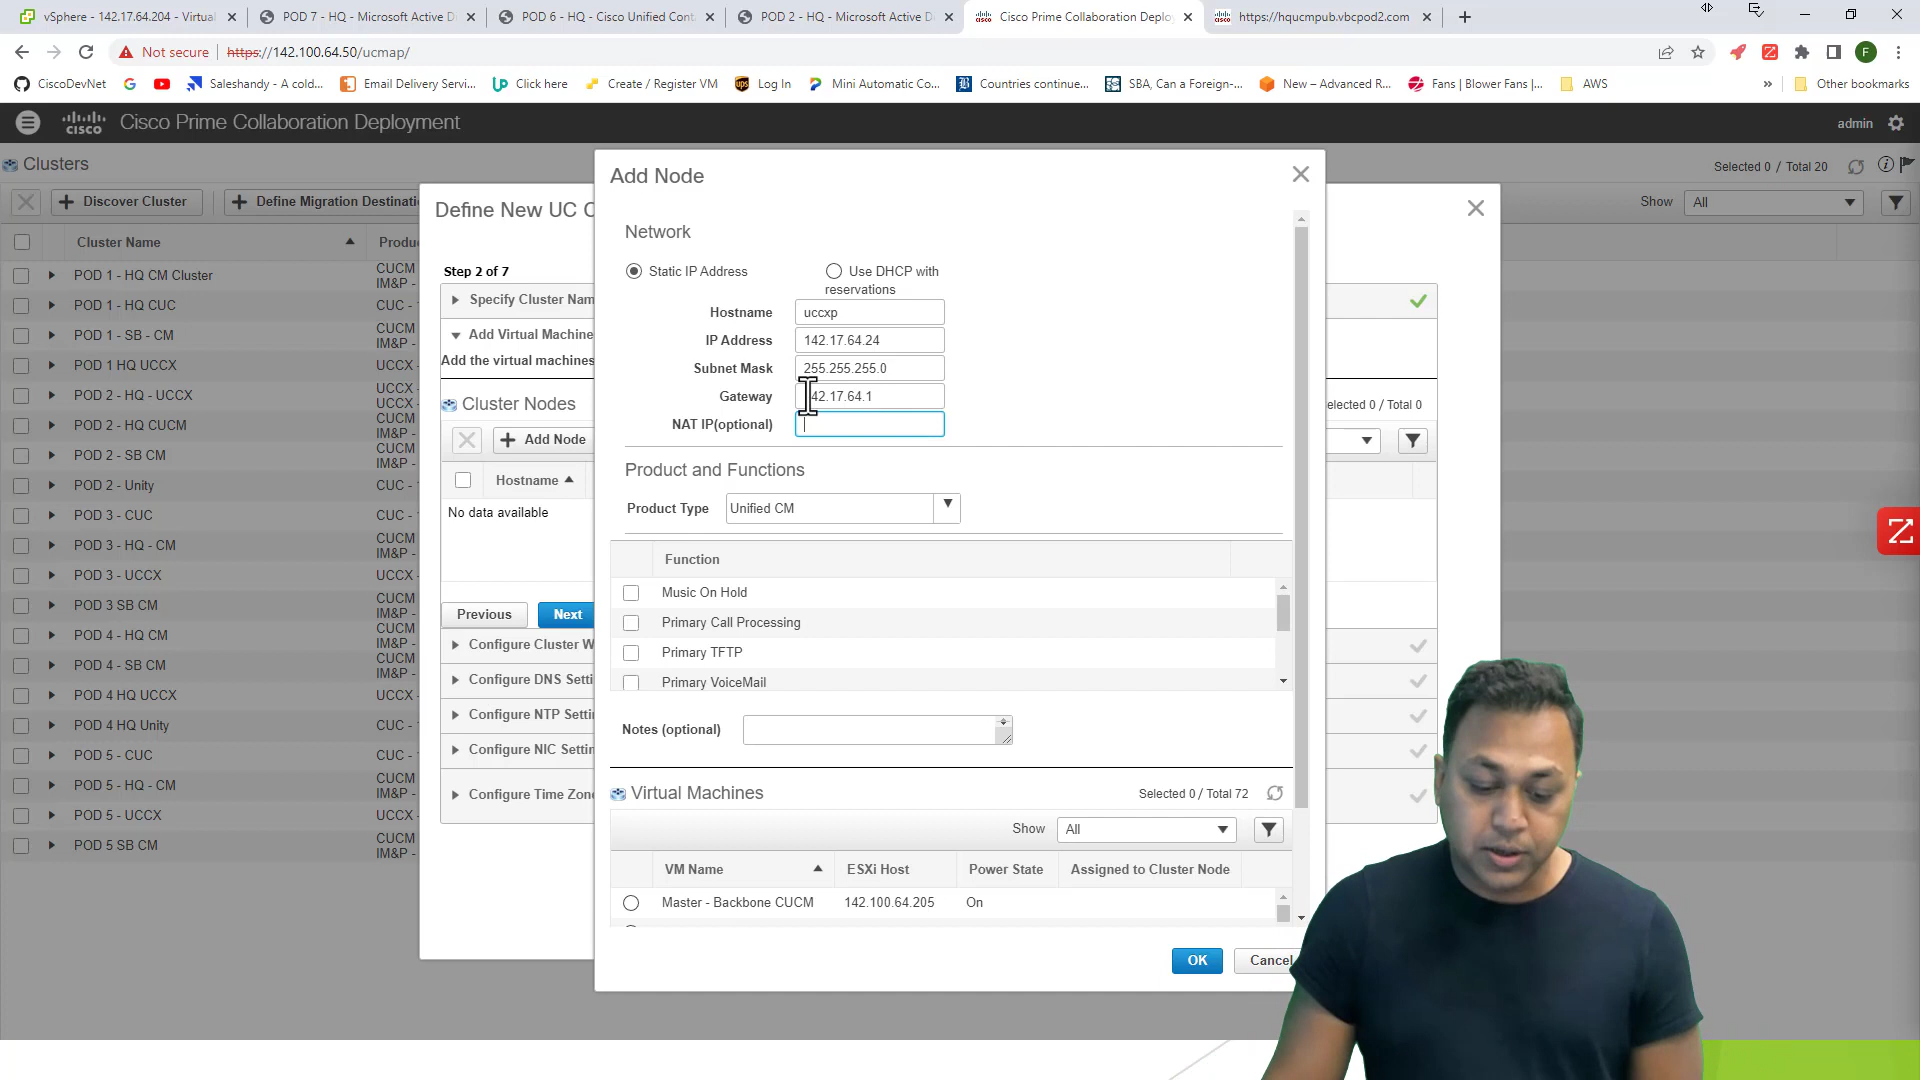 vSphere - 142.17.64.204 - Virtual
POD 7 - HQ - Microsoft Active D
POD 6 - HQ - Cisco Unified Cont
POD 2 - HQ - Microsoft Active D
Cisco Prime Collaboration Deploy
https://hqucmpub.vbcpod2.com
Not secure
https://142.100.64.50/ucmap/
F
CiscoDevNet
Saleshandy - A cold...
Email Delivery Servi...
Click here
Create / Register VM
Log In
Mini Automatic Co...
Countries continue...
SBA, Can a Foreign-...
New – Advanced R...
Fans | Blower Fans |...
AWS
»
Other bookmarks
cisco
Cisco Prime Collaboration Deployment
admin
Clusters
Selected 0 / Total 20
Discover Cluster
Define Migration Destinati
Show
All
Cluster Name
Produ
POD 1 - HQ CM Cluster
CUCM
IM&P -
POD 1 - HQ CUC
CUC -
POD 1 - SB - CM
CUCM
IM&P -
POD 1 HQ UCCX
UCCX -
POD 2 - HQ - UCCX
UCCX -
POD 2 - HQ CUCM
CUCM
IM&P -
POD 2 - SB CM
CUCM
IM&P -
POD 2 - Unity
CUC -
POD 3 - CUC
CUC -
POD 3 - HQ - CM
CUCM
IM&P -
POD 3 - UCCX
UCCX -
POD 3 SB CM
CUCM
IM&P -
POD 4 - HQ CM
CUCM
IM&P -
POD 4 - SB CM
CUCM
IM&P -
POD 4 HQ UCCX
UCCX -
POD 4 HQ Unity
CUC -
POD 5 - CUC
CUC -
POD 5 - HQ - CM
CUCM
IM&P -
POD 5 - UCCX
UCCX -
POD 5 SB CM
CUCM
IM&P -
Define New UC C
Step 2 of 7
Specify Cluster Nam
Add Virtual Machine
Add the virtual machines
Cluster Nodes
elected 0 / Total 0
Add Node
Hostname
No data available
Previous
Next
Configure Cluster W
Configure DNS Setti
Configure NTP Setti
Configure NIC Settin
Configure Time Zon
Add Node
Network
Static IP Address
Use DHCP with
reservations
Hostname
uccxp
IP Address
142.17.64.24
Subnet Mask
255.255.255.0
Gateway
42.17.64.1
NAT IP(optional)
Product and Functions
Product Type
Unified CM
Function
Music On Hold
Primary Call Processing
Primary TFTP
Primary VoiceMail
Notes (optional)
Virtual Machines
Selected 0 / Total 72
Show
All
VM Name
ESXi Host
Power State
Assigned to Cluster Node
Master - Backbone CUCM
142.100.64.205
On
OK
Cancel